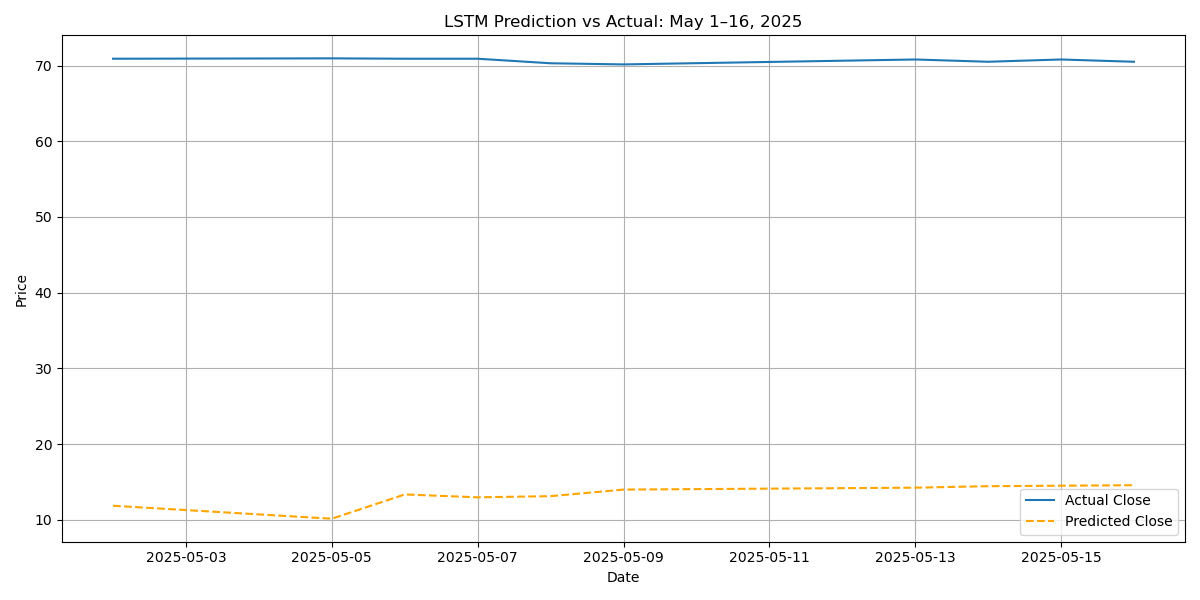 LSTM Prediction vs Actual: May 1–16, 2025
Price
70
60
50
40
30
20
10
Actual Close
Predicted Close
2025-05-03
2025-05-05
2025-05-07
2025-05-09
2025-05-11
2025-05-13
2025-05-15
Date